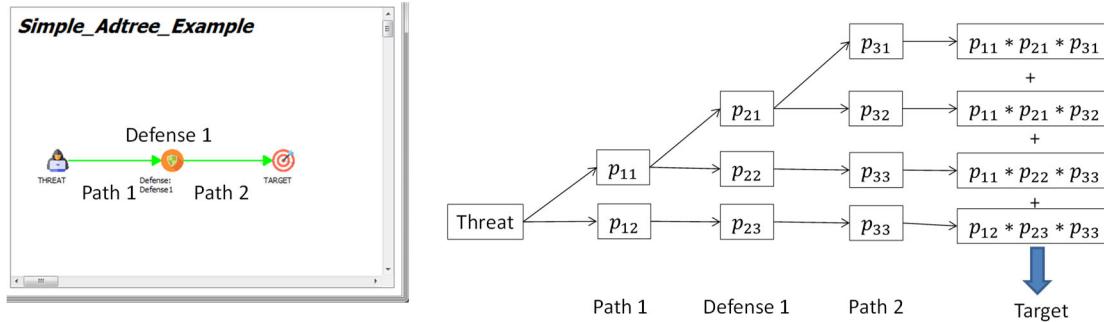 Simple_Adtree_Example
Defense 1
THREAT
Defense:
Defense1
TARGET
Path 1
Path 2
p₃₁
p₁₁ * p₂₁ * p₃₁
+
p₂₁
p₃₂
p₁₁ * p₂₁ * p₃₂
+
p₁₁
p₂₂
p₃₃
p₁₁ * p₂₂ * p₃₃
+
Threat
p₁₂
p₂₃
p₃₃
p₁₂ * p₂₃ * p₃₃
Path 1
Defense 1
Path 2
Target